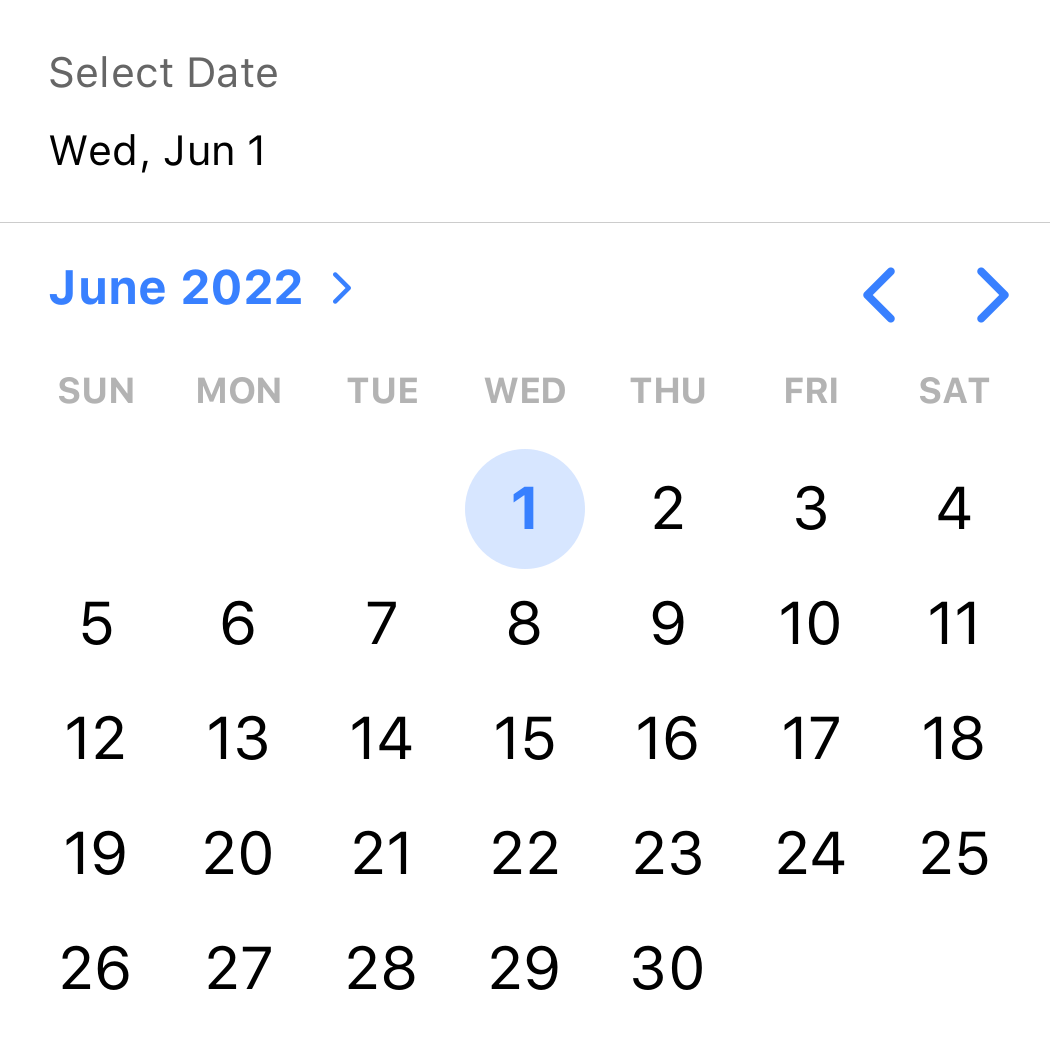 Select Date
Wed, Jun 1
June 2022
SUN MON TUE WED THU FRI SAT
1 2 3 4
5 6 7 8 9 10 11
12 13 14 15 16 17 18
19 20 21 22 23 24 25
26 27 28 29 30